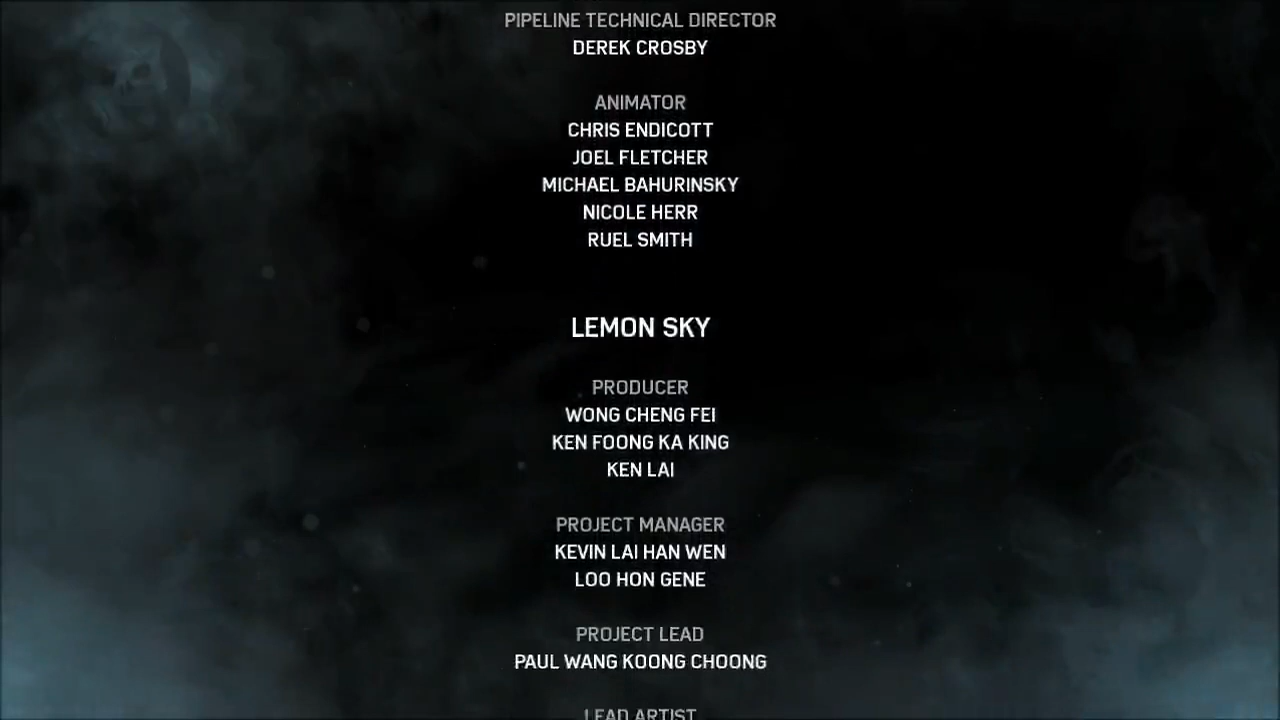 PIPELINE TECHNICAL DIRECTOR
DEREK CROSBY
ANIMATOR
CHRIS ENDICOTT
JOEL FLETCHER
MICHAEL BAHURINSKY
NICOLE HERR
RUEL SMITH
LEMON SKY
PRODUCER
WONG CHENG FEI
KEN FOONG KA KING
KEN LAI
PROJECT MANAGER
KEVIN LAI HAN WEN
LOO HON GENE
PROJECT LEAD
PAUL WANG KOONG CHOONG
LEAD ARTIST